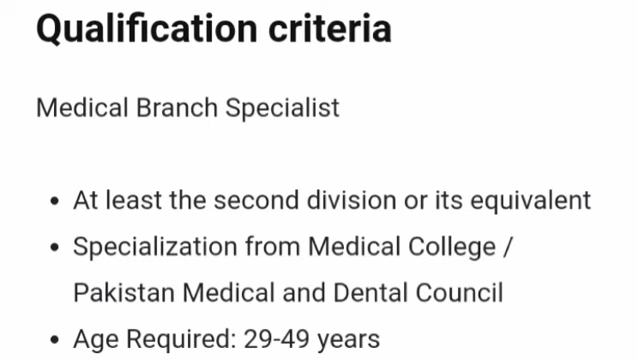 Qualification criteria
Medical Branch Specialist
• At least the second division or its equivalent
• Specialization from Medical College /
Pakistan Medical and Dental Council
• Age Required: 29-49 years